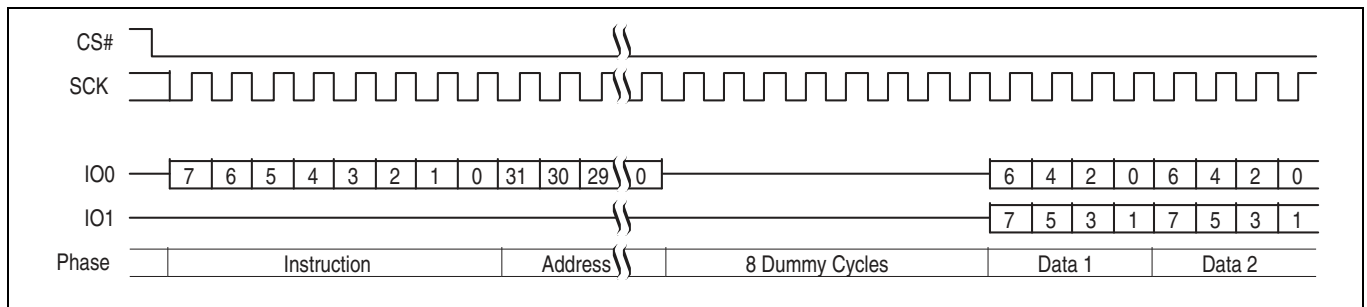 CS#
SCK
IO0 7 6 5 4 3 2 1 0 31 30 29 0 6 4 2 0 6 4 2 0
IO1 7 5 3 1 7 5 3 1
Phase Instruction Address 8 Dummy Cycles Data 1 Data 2